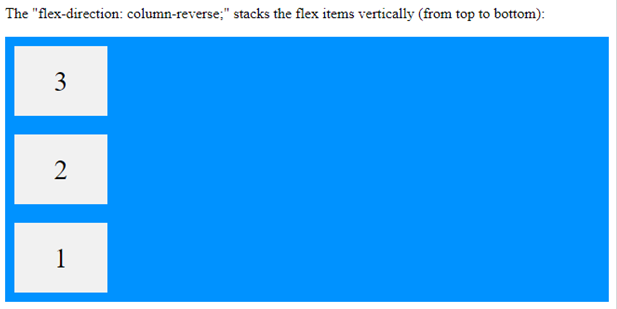 The "flex-direction: column-reverse;" stacks the flex items vertically (from top to bottom):
3
2
1